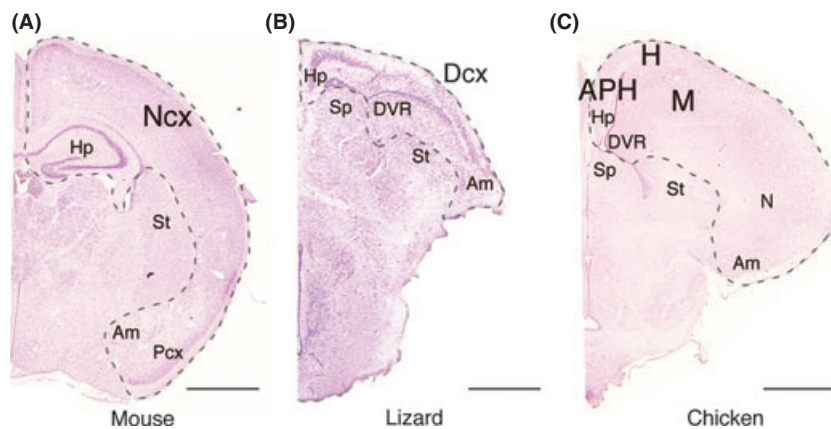 (A)
Ncx
Hp
St
Am
Pcx
Mouse
(B)
Dcx
Hp
Sp
DVR
St
Am
Lizard
(C)
H
APH
M
Hp
DVR
Sp
St
N
Am
Chicken